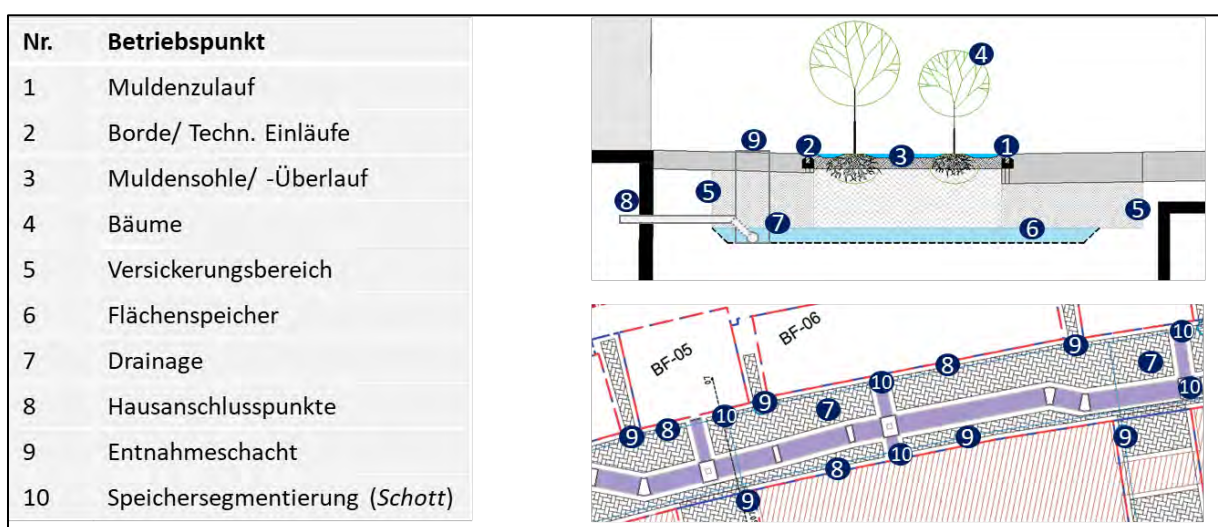 Nr. Betriebspunkt
1 Muldenzulauf
2 Borde/ Techn. Einläufe
3 Muldensohle/ -Überlauf
4 Bäume
5 Versickerungsbereich
6 Flächenspeicher
7 Drainage
8 Hausanschlusspunkte
9 Entnahmeschacht
10 Speichersegmentierung (Schott)
4
9 2 3 1
5 5
8 7 6
BF-05 BF-06
10
9 8 7
10
9 10 10
8 9 7 9
8 10 9 9
9